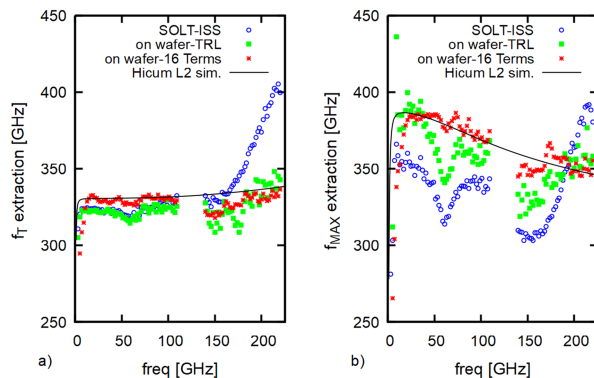 450
400
350
300
250
0 50 100 150 200
f_T extraction [GHz]
freq [GHz]
a)
SOLT-ISS
on wafer-TRL
on wafer-16 Terms
Hicum L2 sim.
450
400
350
300
250
0 50 100 150 200
f_MAX extraction [GHz]
freq [GHz]
b)
SOLT-ISS
on wafer-TRL
on wafer-16 Terms
Hicum L2 sim.